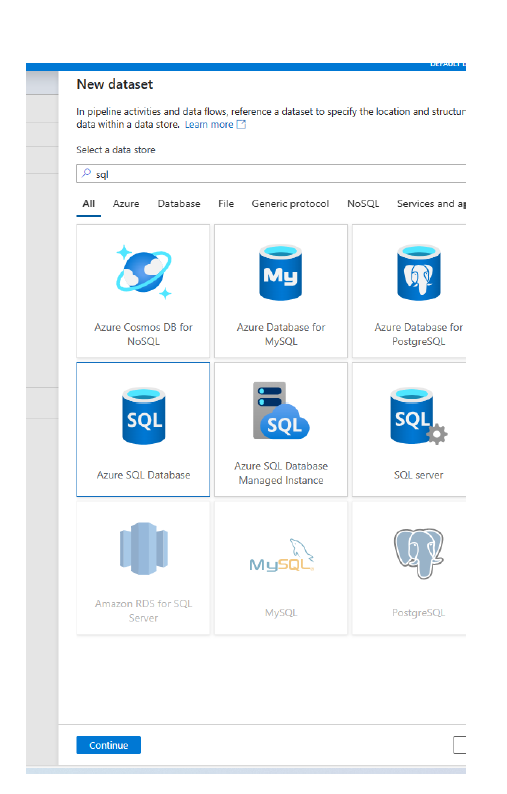 New dataset
In pipeline activities and data flows, reference a dataset to specify the location and
data within a data store. Learn more
Select a data store
sql
All Azure Database File Generic protocol NoSQL Services and
Azure Cosmos DB for
NoSQL
My
Azure Database for
MySQL
Azure Database for
PostgreSQL
SQL
Azure SQL Database
SQL
Azure SQL Database
Managed Instance
SQL
SQL server
Amazon RDS for SQL
Server
MySQL
MySQL
PostgreSQL
Continue